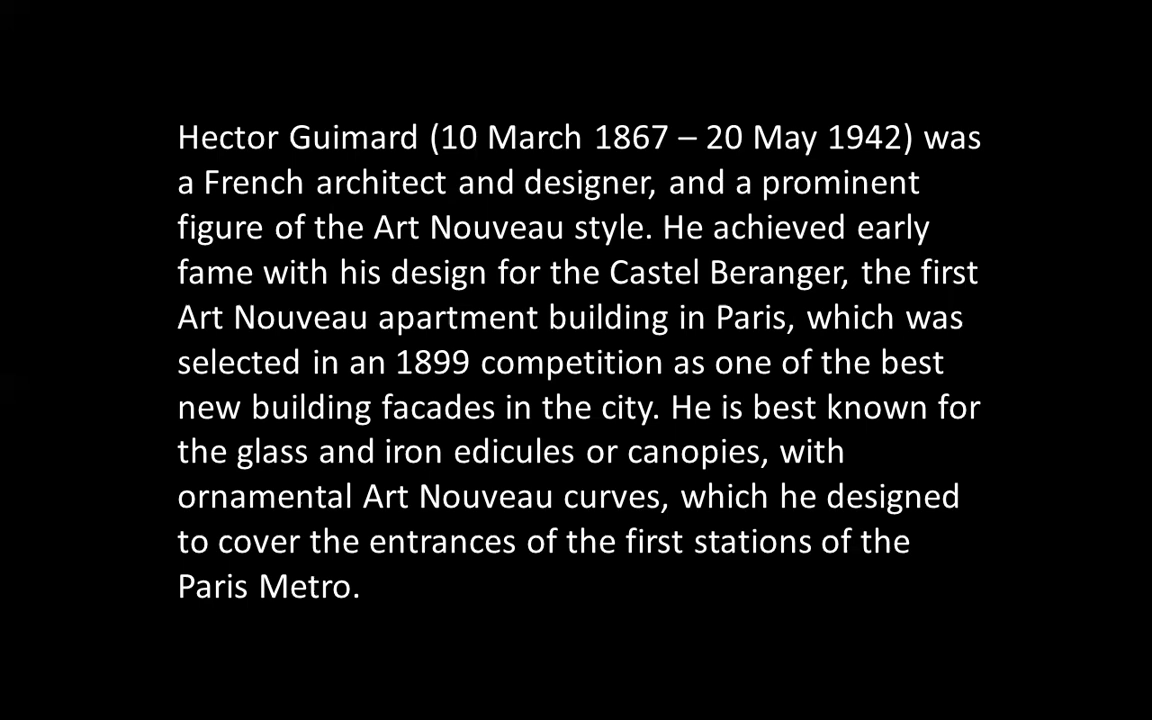 Hector Guimard (10 March 1867 – 20 May 1942) was
a French architect and designer, and a prominent
figure of the Art Nouveau style. He achieved early
fame with his design for the Castel Beranger, the first
Art Nouveau apartment building in Paris, which was
selected in an 1899 competition as one of the best
new building facades in the city. He is best known for
the glass and iron edicules or canopies, with
ornamental Art Nouveau curves, which he designed
to cover the entrances of the first stations of the
Paris Metro.